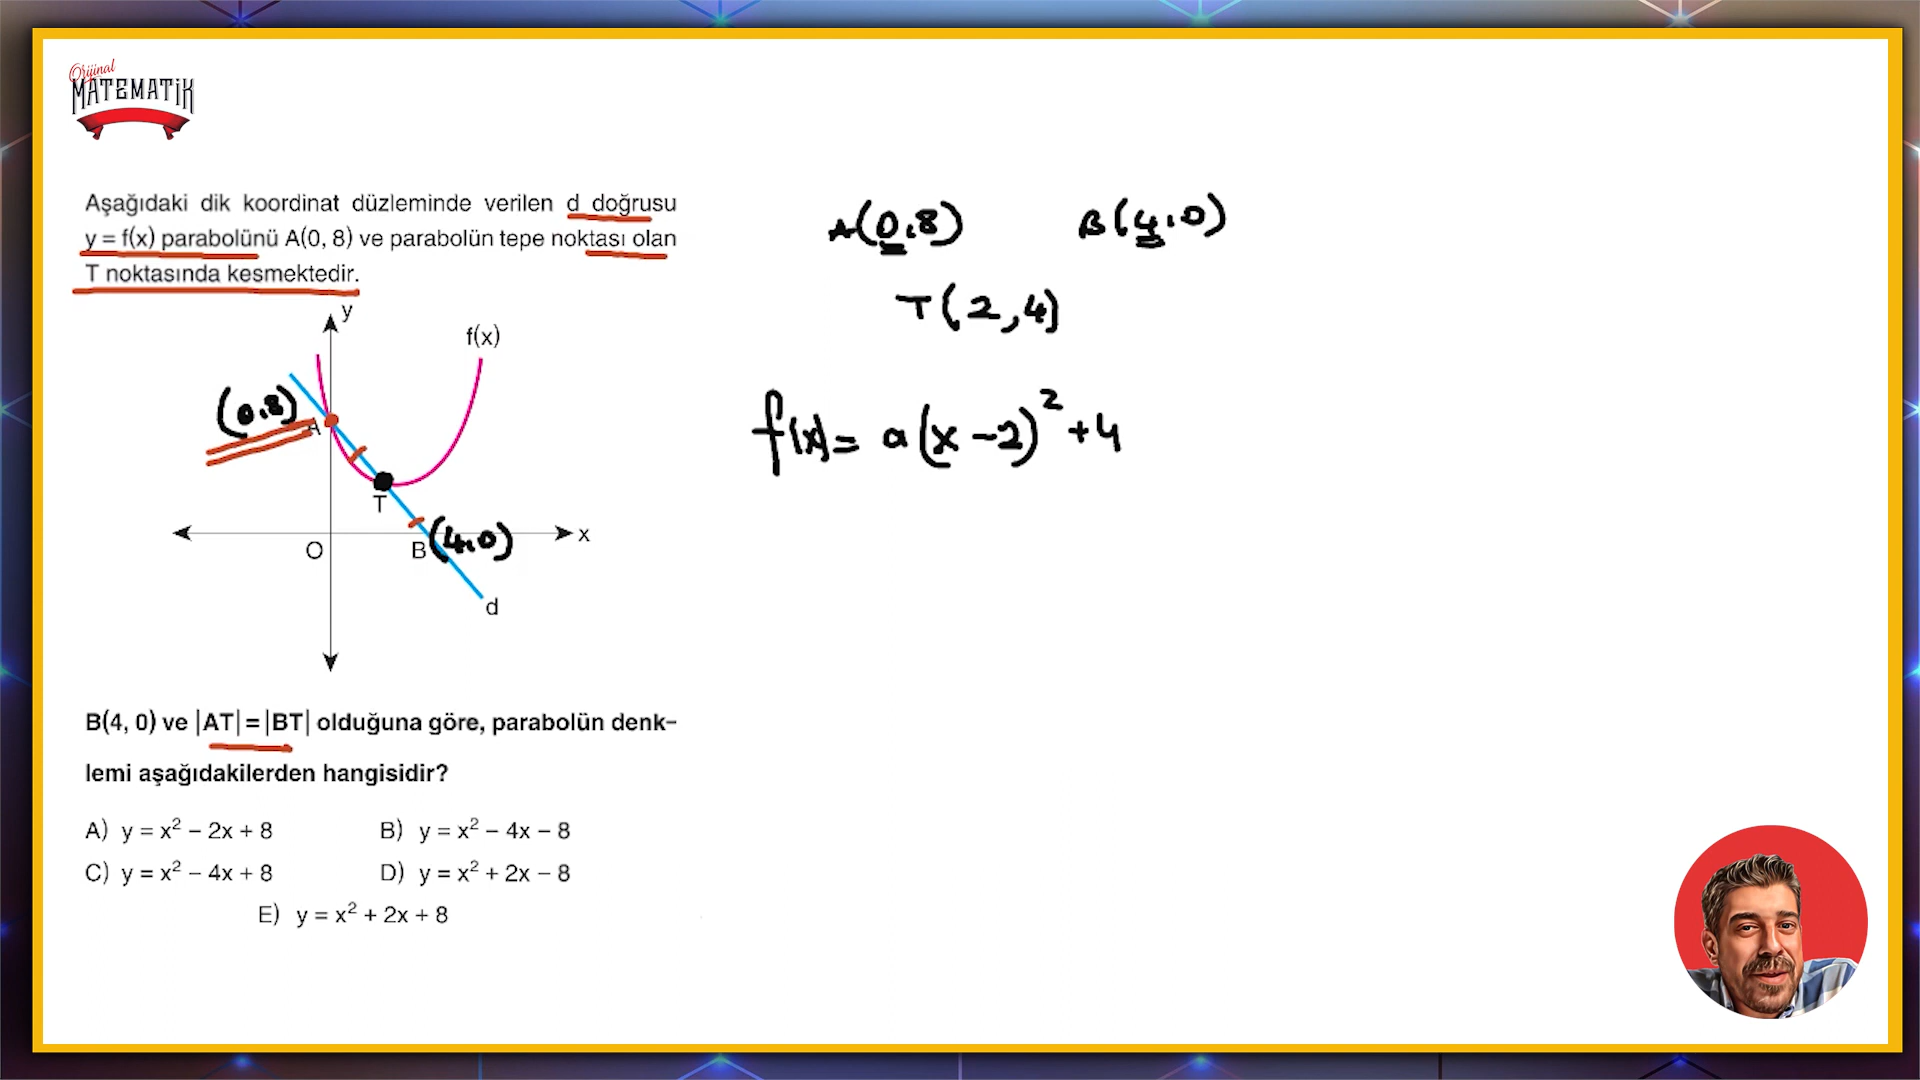 Orijinal
MATEMATİK
Aşağıdaki dik koordinat düzleminde verilen d doğrusu
y = f(x) parabolünü A(0, 8) ve parabolün tepe noktası olan
T noktasında kesmektedir.
y
f(x)
(0,8)
A
T
O
B (4,0)
x
d
B(4, 0) ve |AT| = |BT| olduğuna göre, parabolün denk-
lemi aşağıdakilerden hangisidir?
A) y = x² − 2x + 8 B) y = x² − 4x − 8
C) y = x² − 4x + 8 D) y = x² + 2x − 8
E) y = x² + 2x + 8
A(0,8) B(4,0)
T(2,4)
f(x) = a(x−2)² + 4